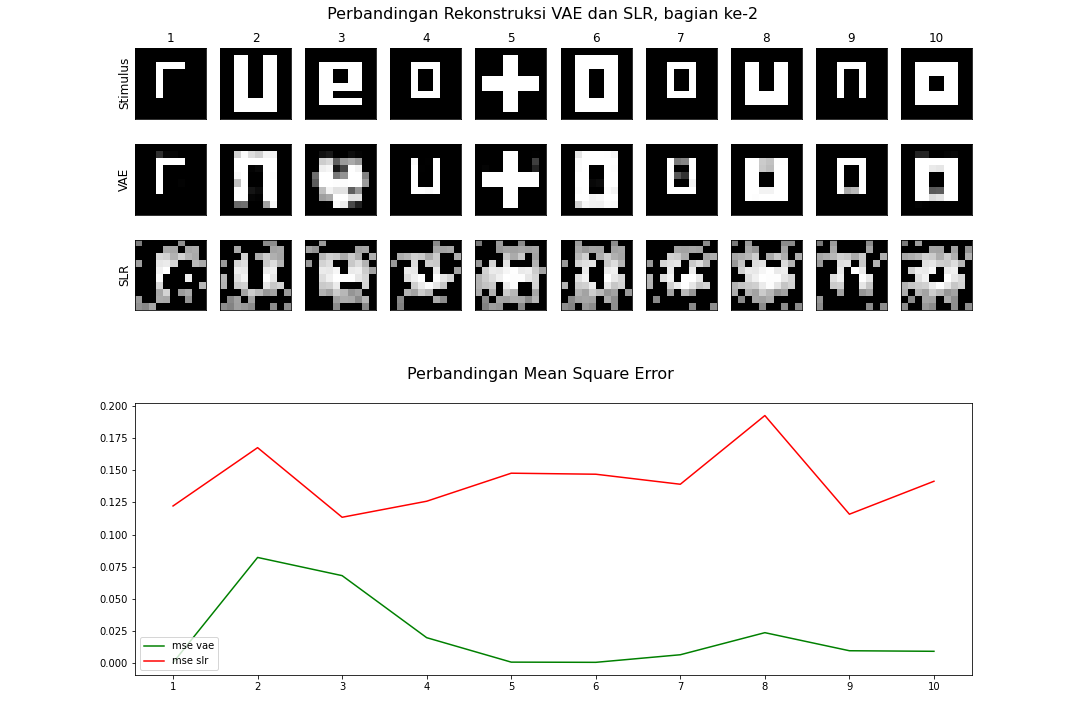 Perbandingan Rekonstruksi VAE dan SLR, bagian ke-2
1 2 3 4 5 6 7 8 9 10
Stimulus
VAE
SLR
Perbandingan Mean Square Error
0.200
0.175
0.150
0.125
0.100
0.075
0.050
0.025
0.000
mse vae
mse slr
1 2 3 4 5 6 7 8 9 10